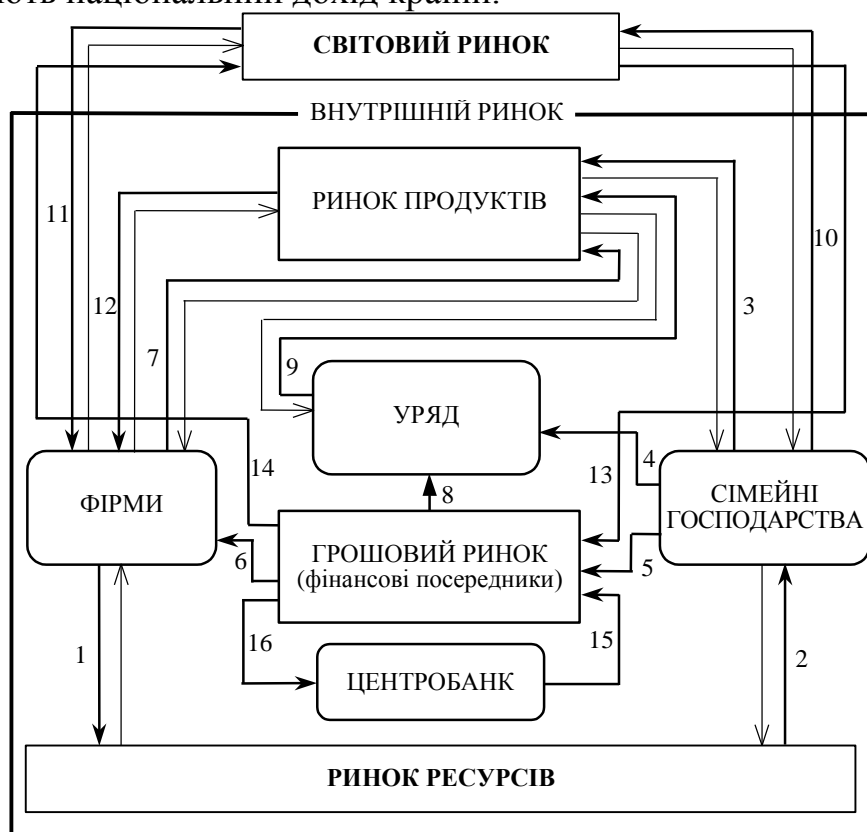 національний дохід країни.
СВІТОВИЙ РИНОК
ВНУТРІШНІЙ РИНОК
РИНОК ПРОДУКТІВ
11
12
7
9
3
10
УРЯД
14
8
13
4
ФІРМИ
СІМЕЙНІ
ГОСПОДАРСТВА
6
ГРОШОВИЙ РИНОК
(фінансові посередники)
5
1
16
ЦЕНТРОБАНК
15
2
РИНОК РЕСУРСІВ